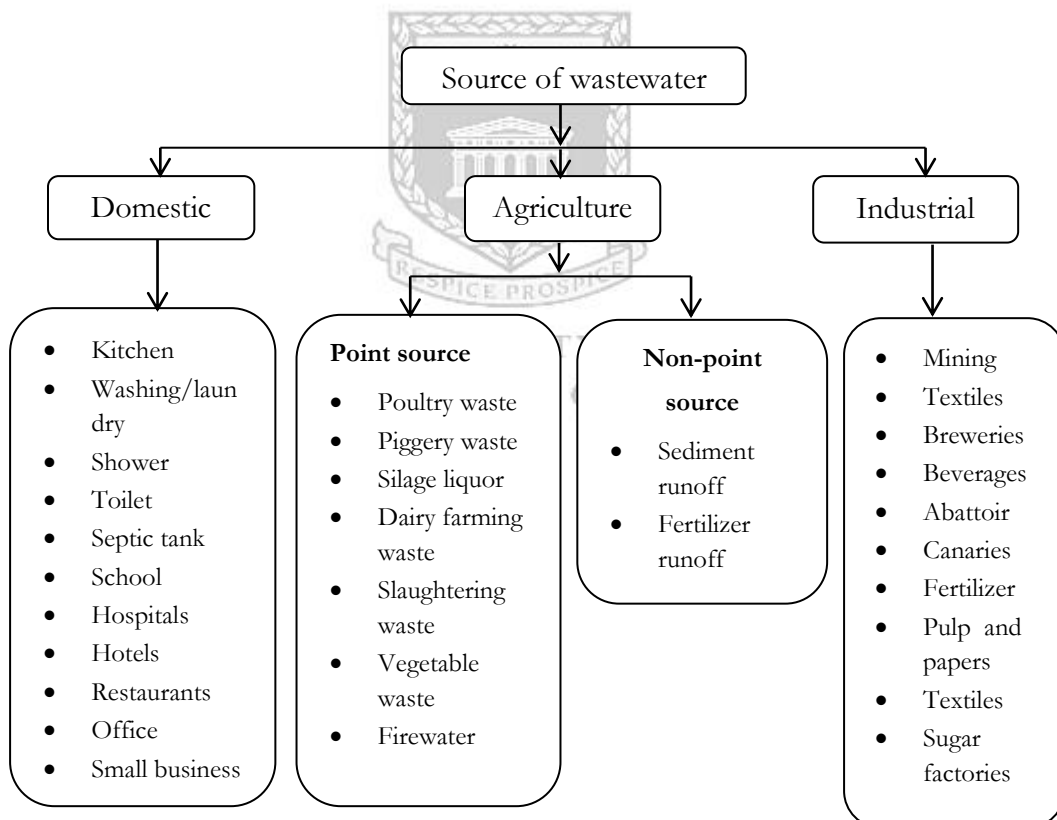 Source of wastewater
Domestic
Agriculture
Industrial
• Kitchen
• Washing/laun
dry
• Shower
• Toilet
• Septic tank
• School
• Hospitals
• Hotels
• Restaurants
• Office
• Small business
Point source
• Poultry waste
• Piggery waste
• Silage liquor
• Dairy farming
waste
• Slaughtering
waste
• Vegetable
waste
• Firewater
Non-point
source
• Sediment
runoff
• Fertilizer
runoff
• Mining
• Textiles
• Breweries
• Beverages
• Abattoir
• Canaries
• Fertilizer
• Pulp and
papers
• Textiles
• Sugar
factories
PROSPICE